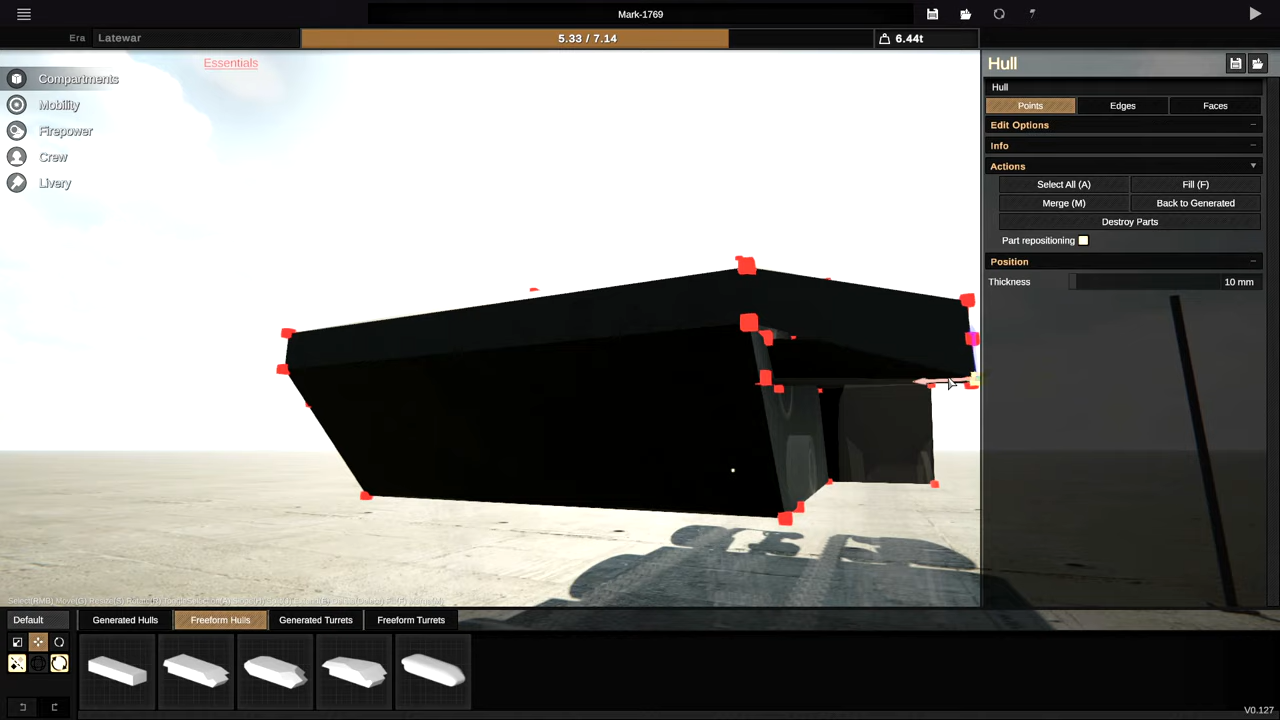 Mark-1769
Era Latewar 5.33 / 7.14 6.44t
Essentials
Compartments
Mobility
Firepower
Crew
Livery
Hull
Hull
Points Edges Faces
Edit Options
Info
Actions
Select All (A) Fill (F)
Merge (M) Back to Generated
Destroy Parts
Part repositioning
Position
Thickness 10 mm
Default Generated Hulls Freeform Hulls Generated Turrets Freeform Turrets
V0.127